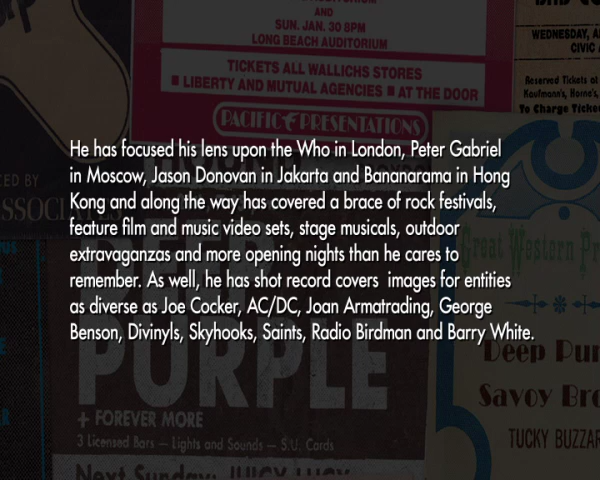 AND
SUN. JAN. 30 8PM
LONG BEACH AUDITORIUM
TICKETS ALL WALLICHS STORES
■ LIBERTY AND MUTUAL AGENCIES ■ AT THE DOOR
PACIFIC PRESENTATIONS
WEDNESDAY,
CIVIC
Reserved Tickets at
Kaufmann's, Horne's,
To Charge
He has focused his lens upon the Who in London, Peter Gabriel
in Moscow, Jason Donovan in Jakarta and Bananarama in Hong
Kong and along the way has covered a brace of rock festivals,
feature film and music video sets, stage musicals, outdoor
extravaganzas and more opening nights than he cares to
remember. As well, he has shot record covers  images for entities
as diverse as Joe Cocker, AC/DC, Joan Armatrading, George
Benson, Divinyls, Skyhooks, Saints, Radio Birdman and Barry White.
Great Western
DEEP
PURPLE
+ FOREVER MORE
3 Licensed Bars — Lights and Sounds — S.U. Cards
Next Sunday: JUICY LUCY
Deep
Savoy
TUCKY